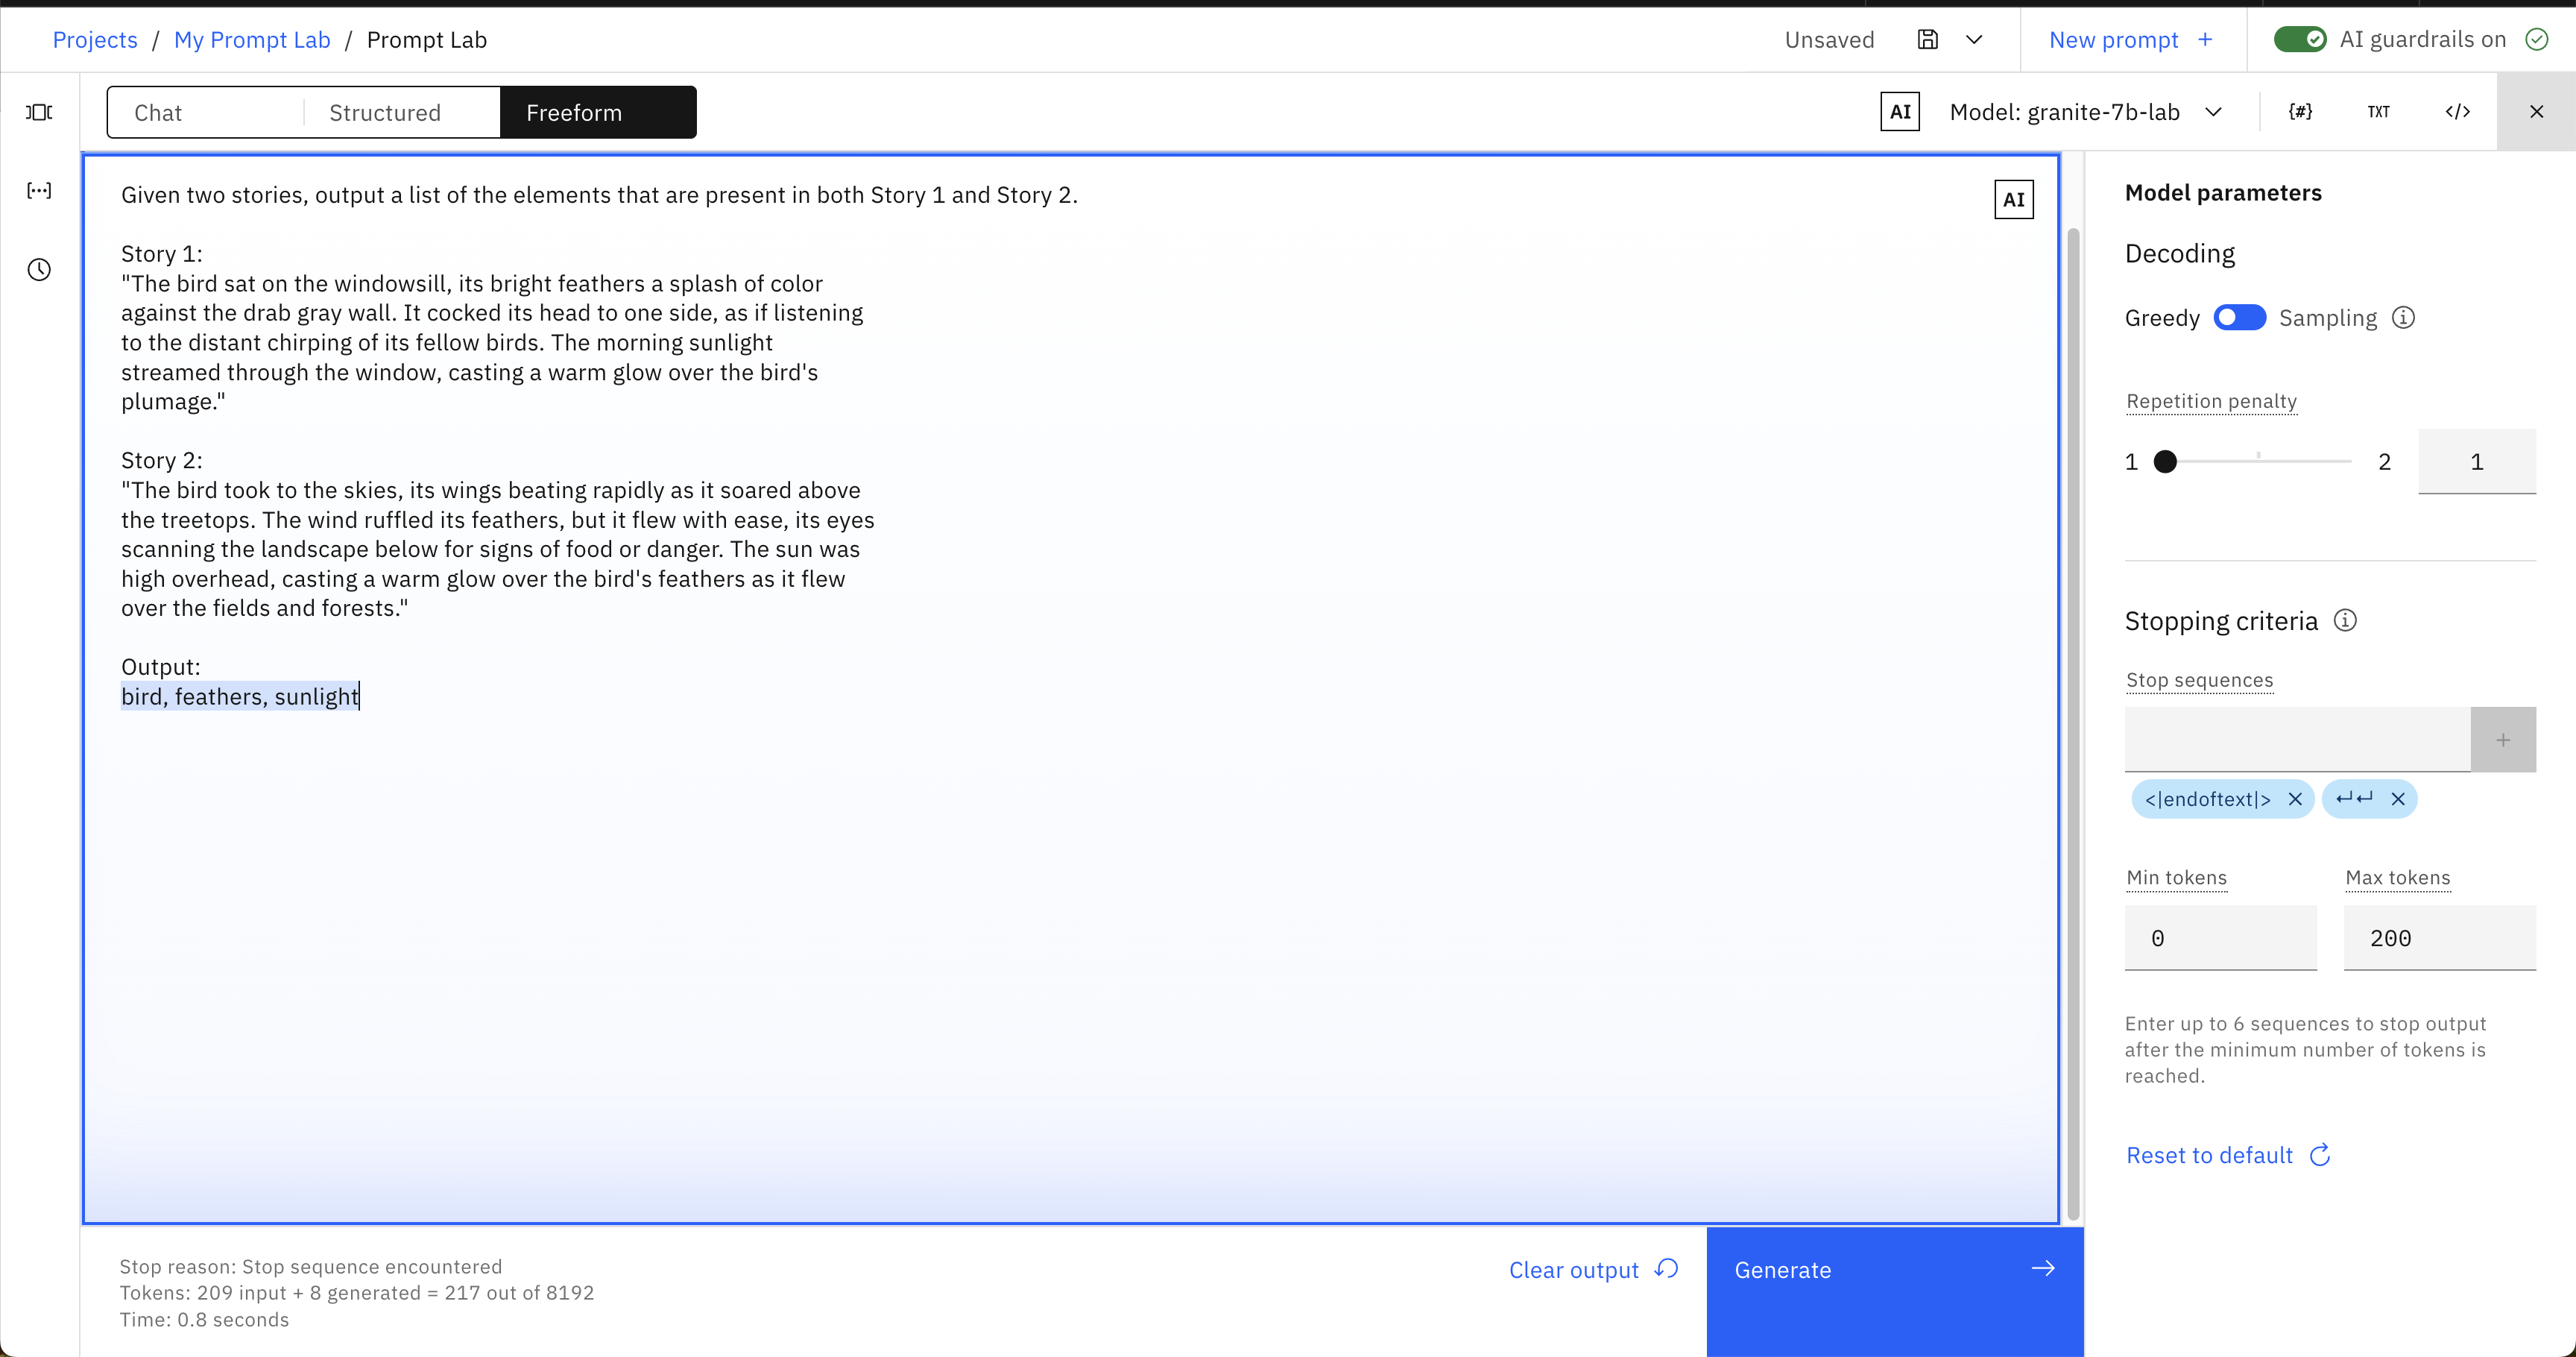 Projects / My Prompt Lab / Prompt Lab
Unsaved
New prompt +
AI guardrails on
Chat
Structured
Freeform
AI
Model: granite-7b-lab
{#}
TXT
</>
Given two stories, output a list of the elements that are present in both Story 1 and Story 2.
AI
Story 1:
"The bird sat on the windowsill, its bright feathers a splash of color
against the drab gray wall. It cocked its head to one side, as if listening
to the distant chirping of its fellow birds. The morning sunlight
streamed through the window, casting a warm glow over the bird's
plumage."
Story 2:
"The bird took to the skies, its wings beating rapidly as it soared above
the treetops. The wind ruffled its feathers, but it flew with ease, its eyes
scanning the landscape below for signs of food or danger. The sun was
high overhead, casting a warm glow over the bird's feathers as it flew
over the fields and forests."
Output:
bird, feathers, sunlight
Stop reason: Stop sequence encountered
Tokens: 209 input + 8 generated = 217 out of 8192
Time: 0.8 seconds
Clear output
Generate
Model parameters
Decoding
Greedy
Sampling
Repetition penalty
1
2
1
Stopping criteria
Stop sequences
+
<|endoftext|>
↵↵
Min tokens
Max tokens
0
200
Enter up to 6 sequences to stop output
after the minimum number of tokens is
reached.
Reset to default